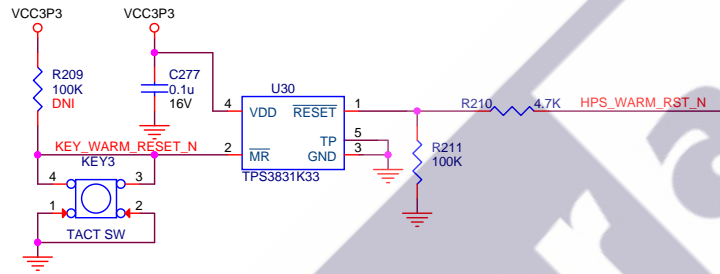 VCC3P3
VCC3P3
R209
100K
DNI
C277
0.1u
16V
U30
4
VDD
RESET
1
R210
4.7K
HPS_WARM_RST_N
TP
5
KEY_WARM_RESET_N
2
MR
GND
3
R211
100K
KEY3
TPS3831K33
4
3
1
2
TACT SW